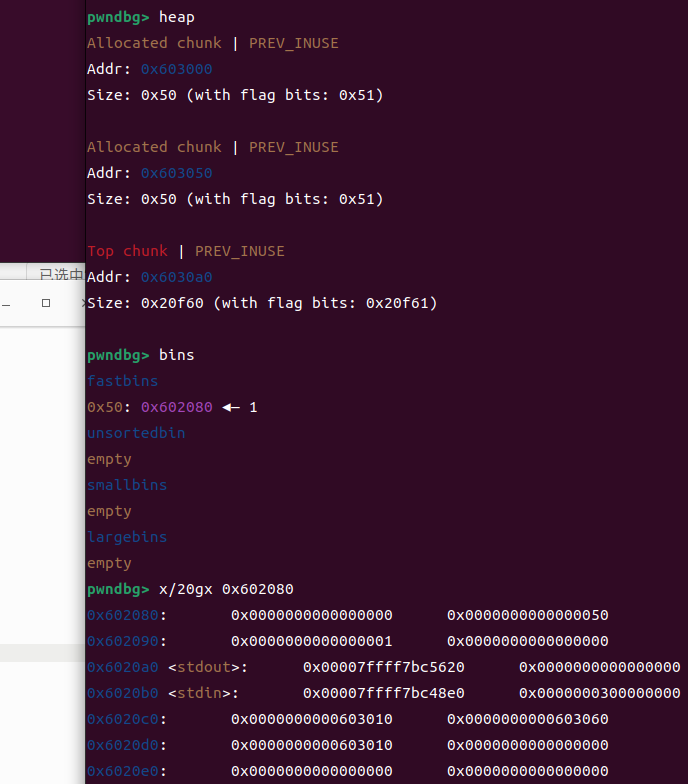 pwndbg> heap
Allocated chunk | PREV_INUSE
Addr: 0x603000
Size: 0x50 (with flag bits: 0x51)
Allocated chunk | PREV_INUSE
Addr: 0x603050
Size: 0x50 (with flag bits: 0x51)
Top chunk | PREV_INUSE
Addr: 0x6030a0
Size: 0x20f60 (with flag bits: 0x20f61)
已选中
pwndbg> bins
fastbins
0x50: 0x602080 ◂— 1
unsortedbin
empty
smallbins
empty
largebins
empty
pwndbg> x/20gx 0x602080
0x602080: 0x0000000000000000 0x0000000000000050
0x602090: 0x0000000000000001 0x0000000000000000
0x6020a0 <stdout>: 0x00007ffff7bc5620 0x0000000000000000
0x6020b0 <stdin>: 0x00007ffff7bc48e0 0x0000000300000000
0x6020c0: 0x0000000000603010 0x0000000000603060
0x6020d0: 0x0000000000603010 0x0000000000000000
0x6020e0: 0x0000000000000000 0x0000000000000000